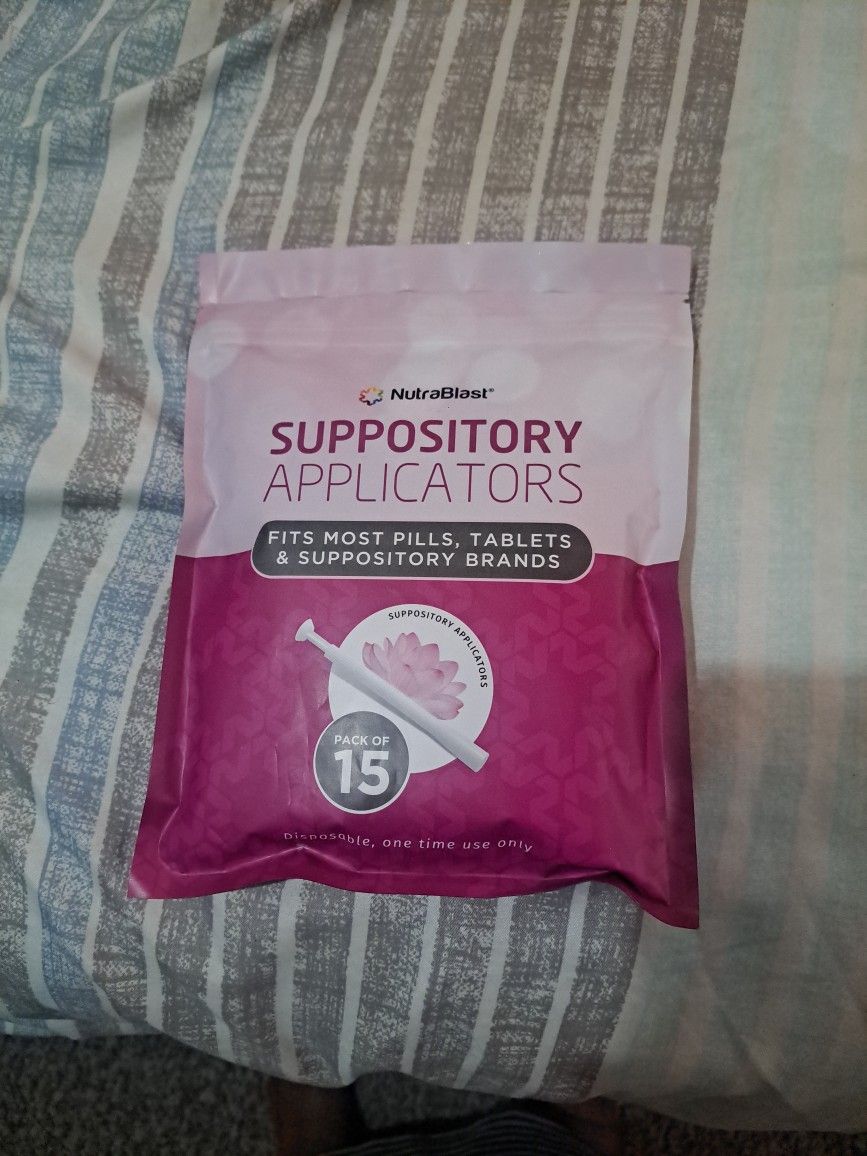 NutraBlast®
SUPPOSITORY
APPLICATORS
FITS MOST PILLS, TABLETS
& SUPPOSITORY BRANDS
SUPPOSITORY APPLICATORS
PACK OF
15
Disposable, one time use only